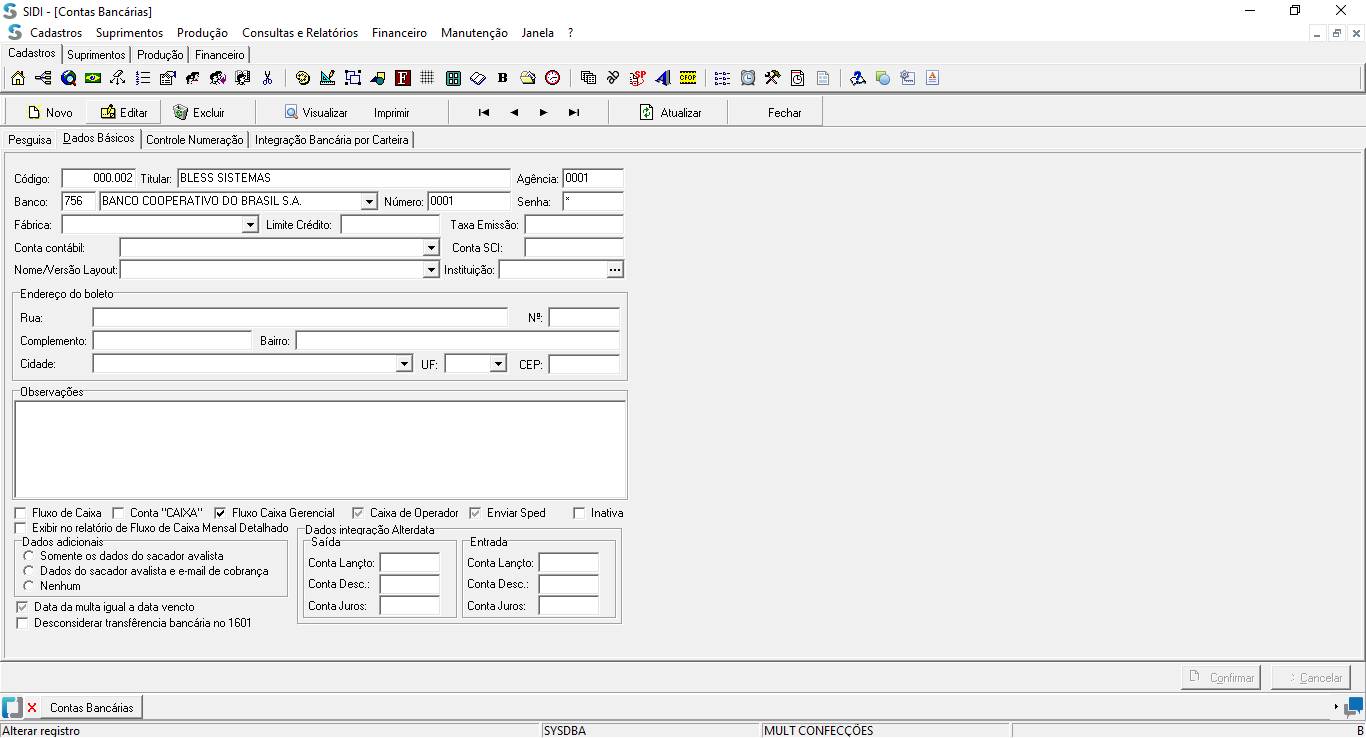 SIDI - [Contas Bancárias]
Cadastros Suprimentos Produção Consultas e Relatórios Financeiro Manutenção Janela ?
Cadastros Suprimentos Produção Financeiro
F B SP CFOP A
Novo Editar Excluir Visualizar Imprimir Atualizar Fechar
Pesquisa Dados Básicos Controle Numeração Integração Bancária por Carteira
Código: 000.002 Titular: BLESS SISTEMAS Agência: 0001
Banco: 756 BANCO COOPERATIVO DO BRASIL S.A. Número: 0001 Senha: *
Fábrica: Limite Crédito: Taxa Emissão:
Conta contábil: Conta SCI:
Nome/Versão Layout: Instituição: ...
Endereço do boleto
Rua: Nº:
Complemento: Bairro:
Cidade: UF: CEP:
Observações
Fluxo de Caixa Conta "CAIXA" Fluxo Caixa Gerencial Caixa de Operador Enviar Sped Inativa
Exibir no relatório de Fluxo de Caixa Mensal Detalhado
Dados adicionais
Somente os dados do sacador avalista
Dados do sacador avalista e e-mail de cobrança
Nenhum
Data da multa igual a data vencto
Desconsiderar transfêrencia bancária no 1601
Dados integração Alterdata
Saída
Conta Lançto:
Conta Desc.:
Conta Juros:
Entrada
Conta Lançto:
Conta Desc.:
Conta Juros:
Confirmar Cancelar
Contas Bancárias
Alterar registro SYSDBA MULT CONFECÇÕES B